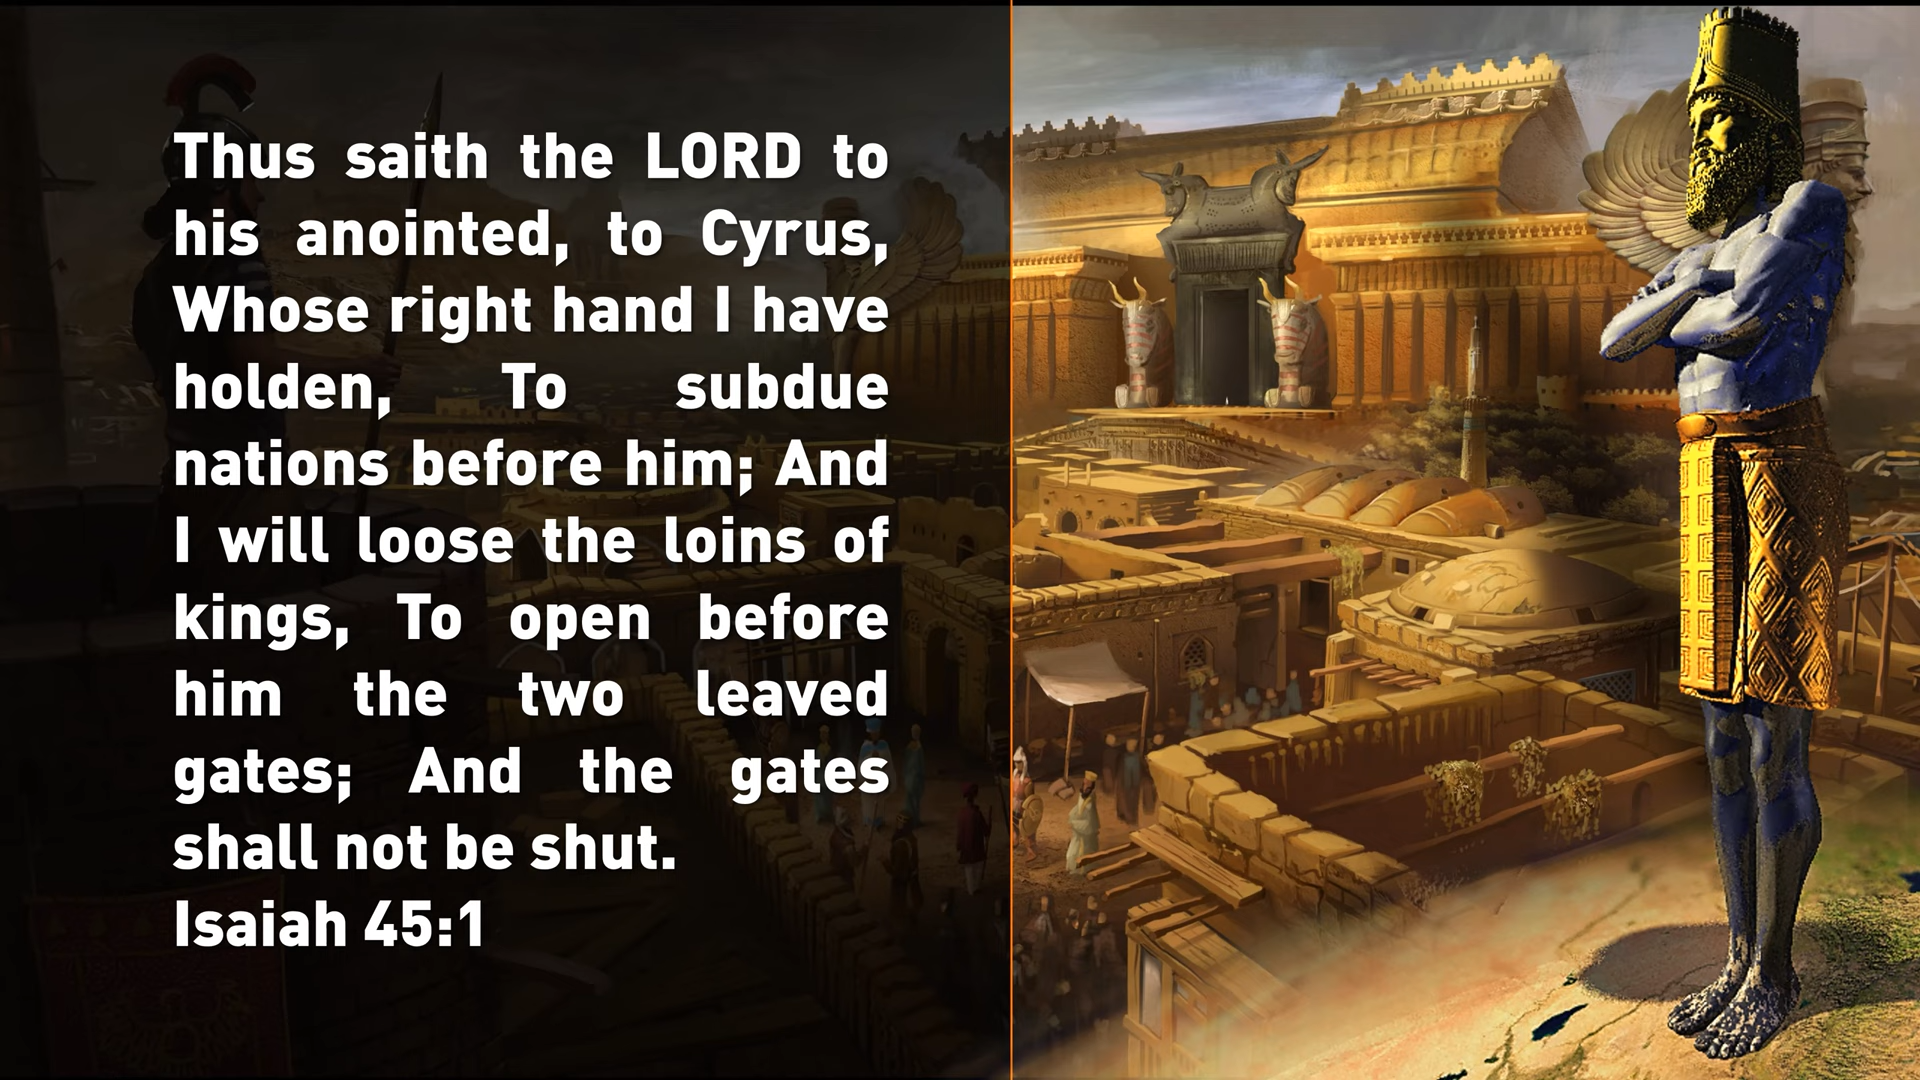 Thus saith the LORD to
his anointed, to Cyrus,
Whose right hand I have
holden, To subdue
nations before him; And
I will loose the loins of
kings, To open before
him the two leaved
gates; And the gates
shall not be shut.
Isaiah 45:1